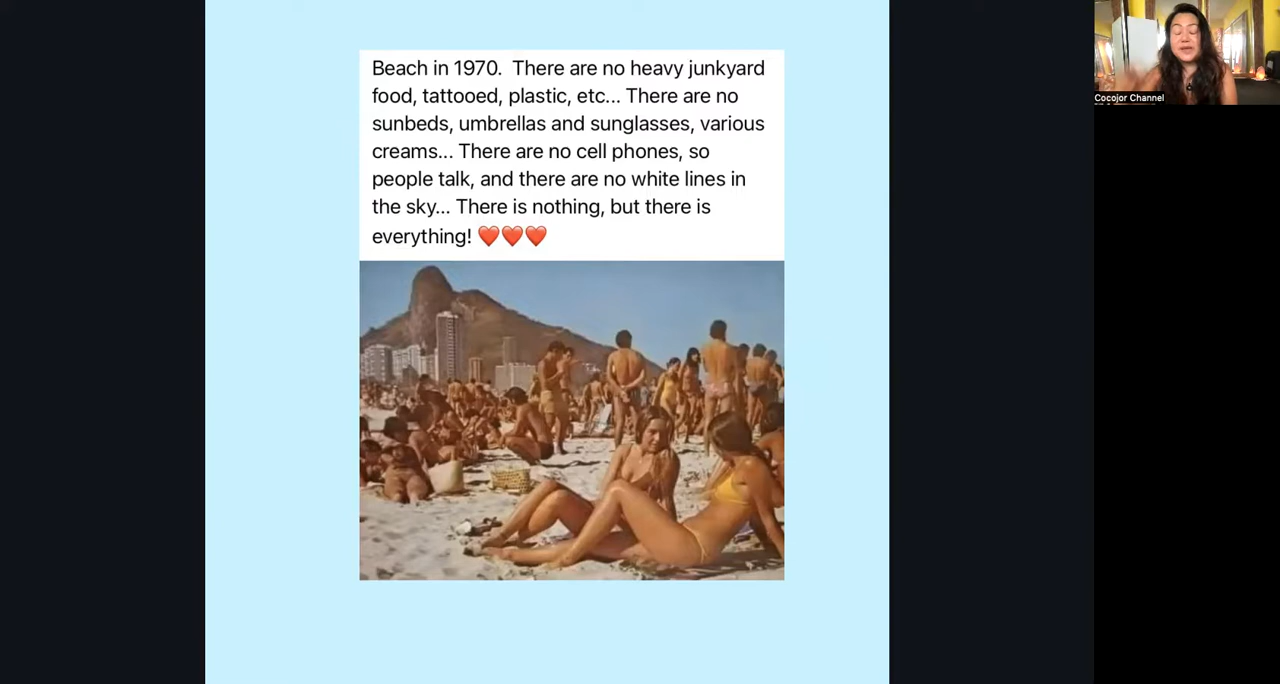 Beach in 1970.  There are no heavy junkyard
food, tattooed, plastic, etc... There are no
sunbeds, umbrellas and sunglasses, various
creams... There are no cell phones, so
people talk, and there are no white lines in
the sky... There is nothing, but there is
everything! ❤️❤️❤️
Cocojor Channel